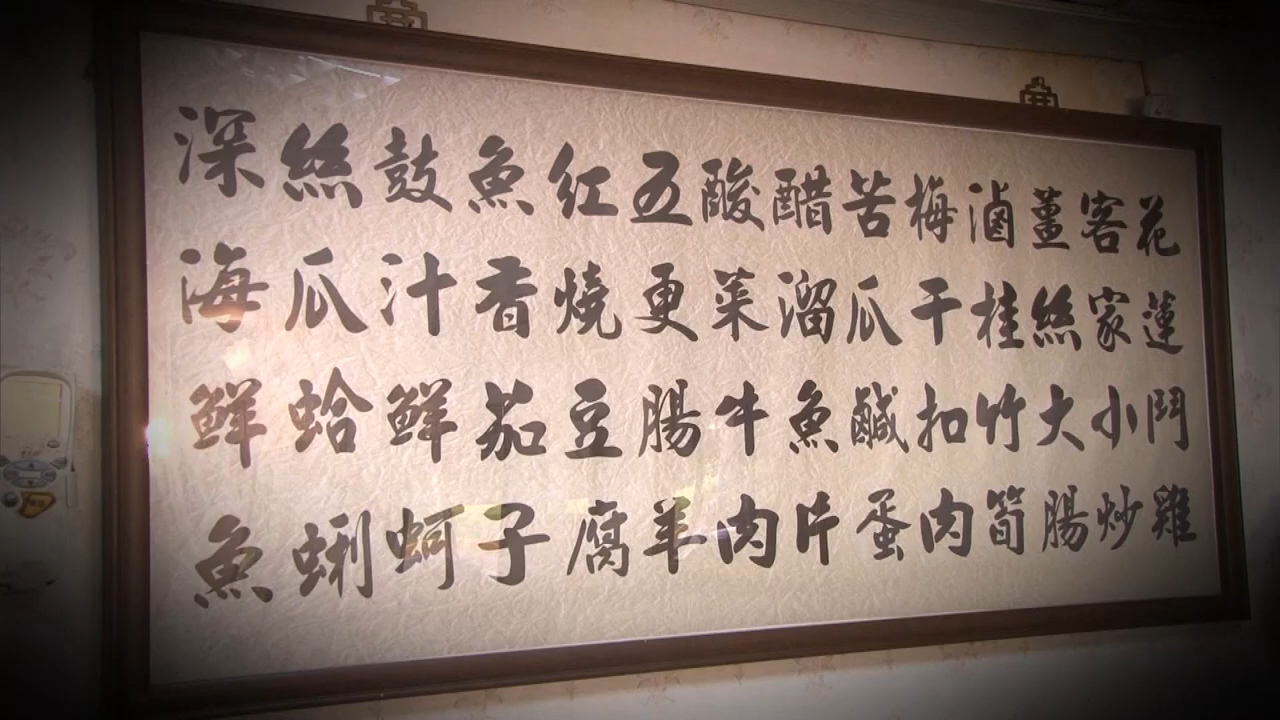 花蓮鬥雞
客家小炒
薑絲大腸
滷桂竹筍
梅干扣肉
苦瓜鹹蛋
醋溜魚片
酸菜牛肉
五更腸羊
紅燒豆腐
魚香茄子
鼓汁鮮蚵
絲瓜蛤蜊
深海鮮魚